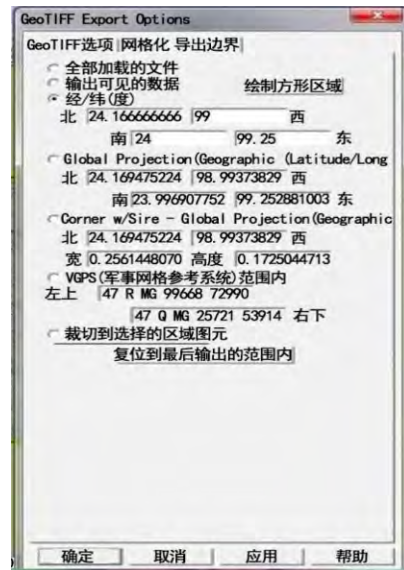 GeoTIFF Export Options
GeoTIFF选项 网格化 导出边界
全部加载的文件
输出可见的数据 绘制方形区域
经/纬(度)
北 24.166666666 99 西
南 24 99.25 东
Global Projection(Geographic (Latitude/Long
北 24.169475224 98.99373829 西
南 23.996907752 99.252881003 东
Corner w/Sire - Global Projection(Geographic
北 24.169475224 98.99373829 西
宽 0.2561448070 高度 0.1725044713
VGPS(军事网格参考系统)范围内
左上 47 R MG 99668 72990
47 Q MG 25721 53914 右下
裁切到选择的区域图元
复位到最后输出的范围内
确定 取消 应用 帮助